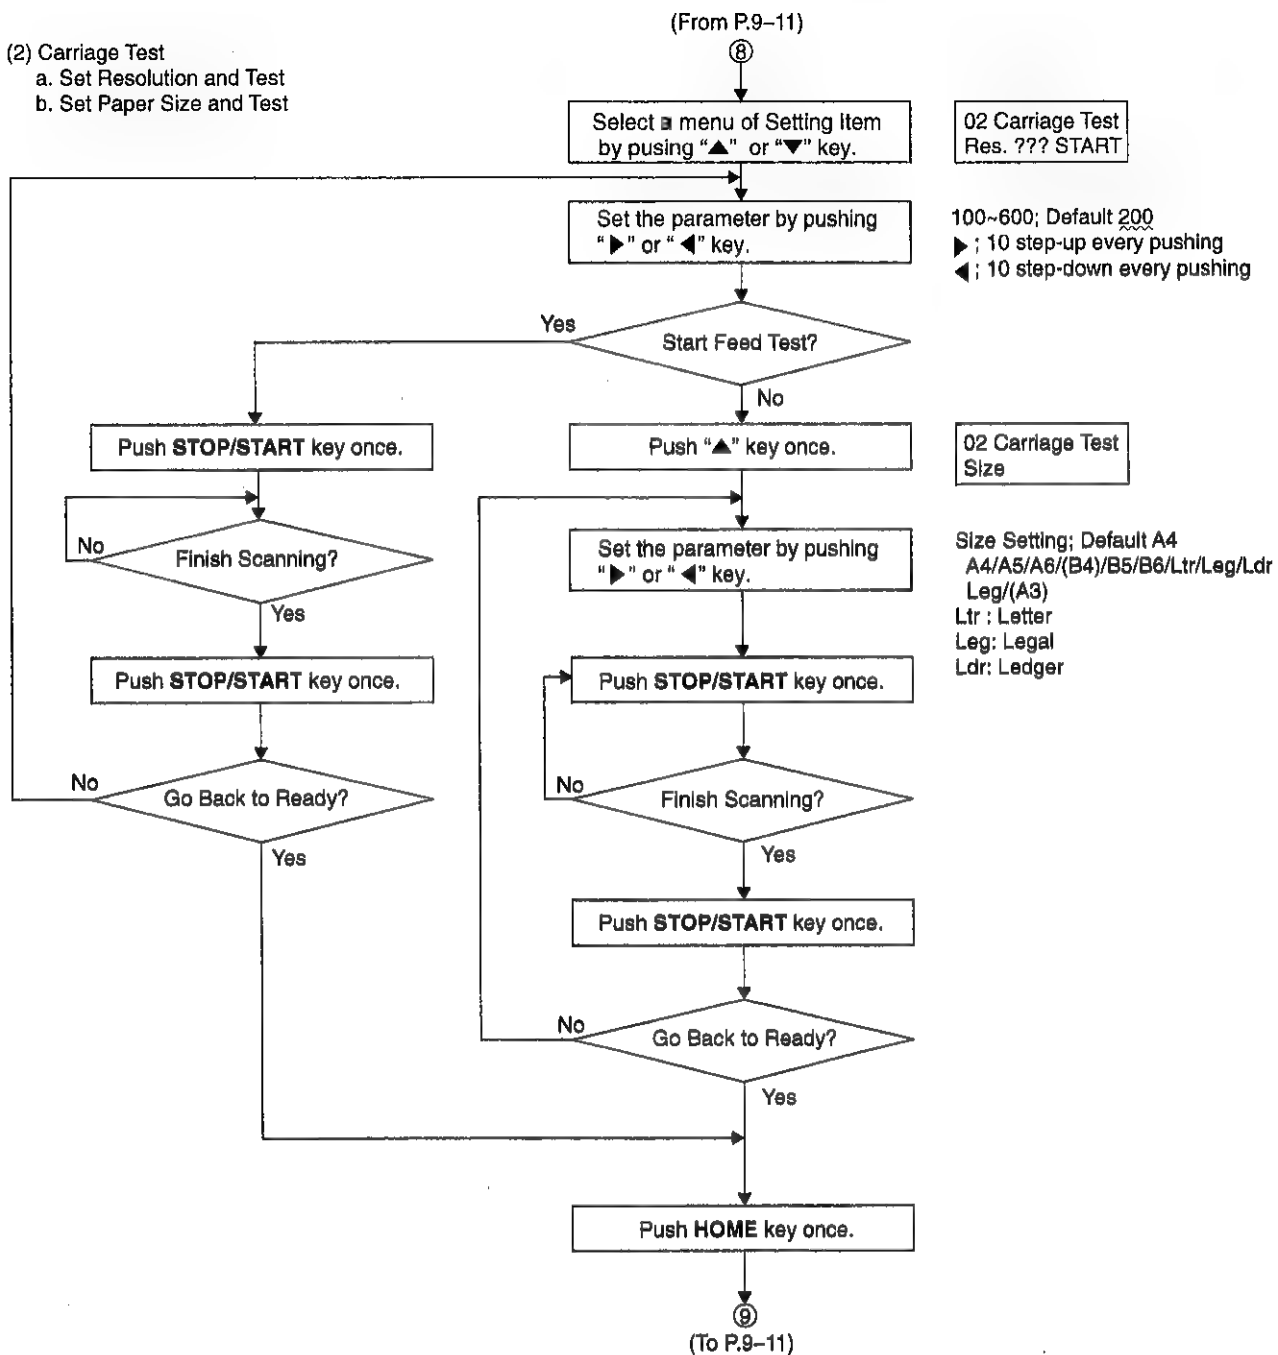 (From P.9–11)
⑧
(2) Carriage Test
a. Set Resolution and Test
b. Set Paper Size and Test
Select a menu of Setting Item
by pusing “▲” or “▼” key.
02 Carriage Test
Res. ??? START
Set the parameter by pushing
“▶” or “◀” key.
100~600; Default 200
▶ ; 10 step-up every pushing
◀ ; 10 step-down every pushing
Start Feed Test?
Yes
No
Push STOP/START key once.
Push “▲” key once.
02 Carriage Test
Size
Finish Scanning?
No
Yes
Set the parameter by pushing
“▶” or “◀” key.
Size Setting; Default A4
A4/A5/A6/(B4)/B5/B6/Ltr/Leg/Ldr
Leg/(A3)
Ltr : Letter
Leg: Legal
Ldr: Ledger
Push STOP/START key once.
Push STOP/START key once.
Go Back to Ready?
No
Yes
Finish Scanning?
No
Yes
Push STOP/START key once.
Go Back to Ready?
No
Yes
Push HOME key once.
⑨
(To P.9–11)